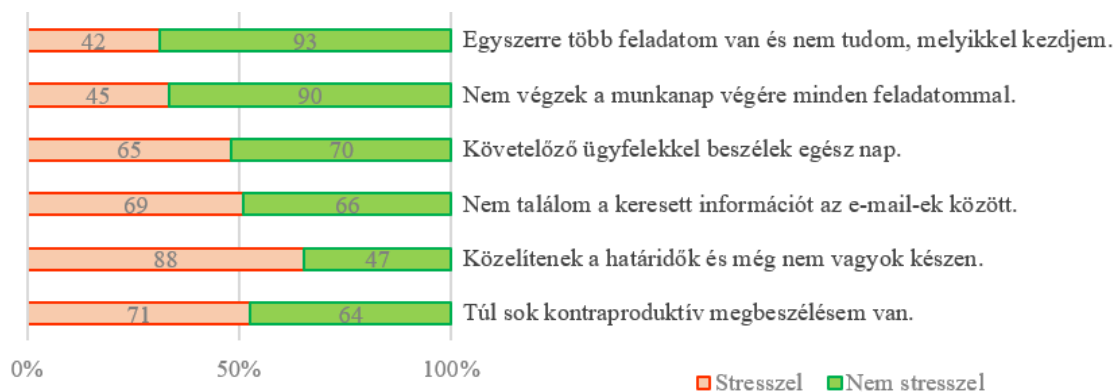 42 93 Egyszerre több feladatom van és nem tudom, melyikkel kezdjem.
45 90 Nem végzek a munkanap végére minden feladatommal.
65 70 Követelőző ügyfelekkel beszélek egész nap.
69 66 Nem találom a keresett információt az e-mail-ek között.
88 47 Közelítenek a határidők és még nem vagyok készen.
71 64 Túl sok kontraproduktív megbeszélésem van.
0% 50% 100%
Stresszel Nem stresszel